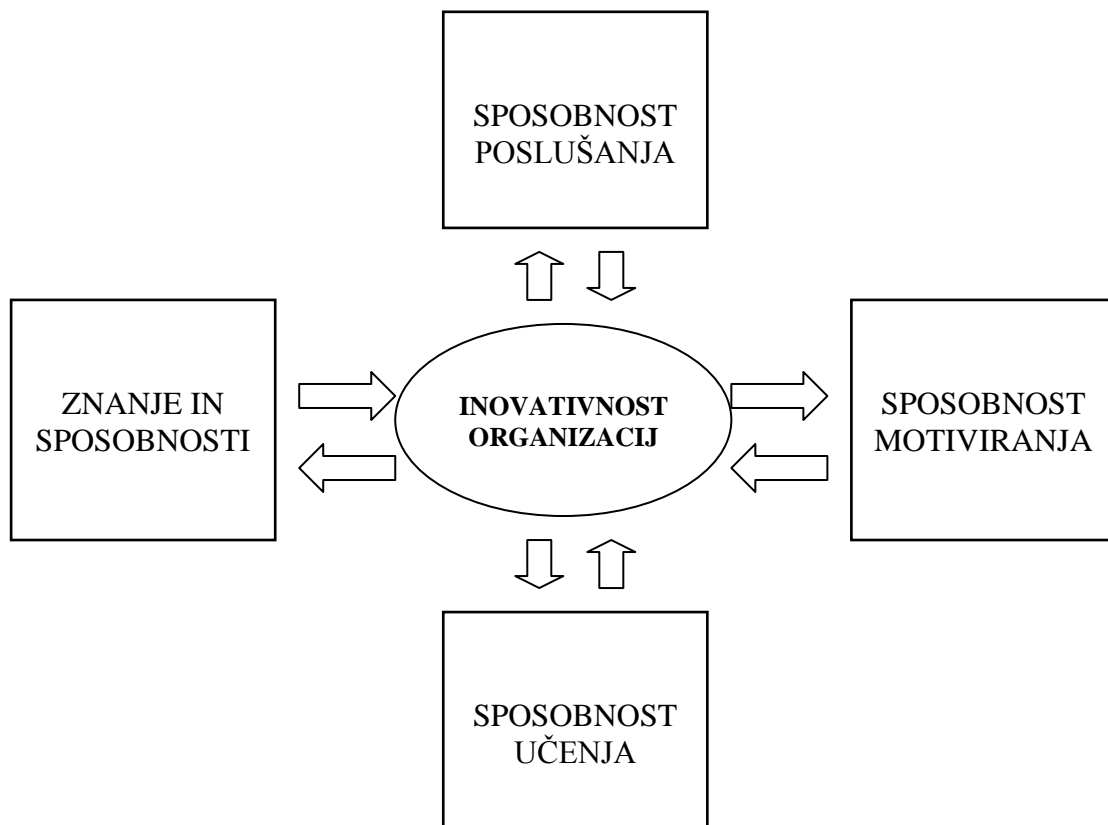 SPOSOBNOST
POSLUŠANJA
ZNANJE IN
SPOSOBNOSTI
INOVATIVNOST
ORGANIZACIJ
SPOSOBNOST
MOTIVIRANJA
SPOSOBNOST
UČENJA